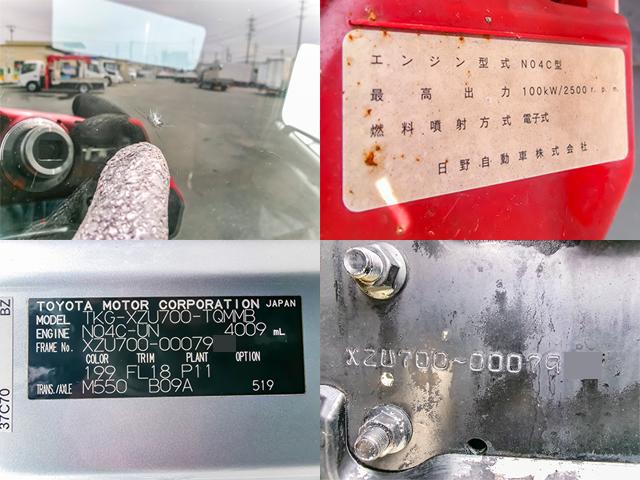 エンジン型式 N04C型
最高出力 100kW/2500r.p.m.
燃料噴射方式 電子式
日野自動車株式会社
BZ
37C70
TOYOTA MOTOR CORPORATION JAPAN
MODEL TKG-XZU700-TQMMB
ENGINE N04C-UN 4009 mL
FRAME No. XZU700-00079
COLOR TRIM PLANT OPTION
199 FL18 P11
TRANS./AXLE M550 B09A 519
XZU700-00079